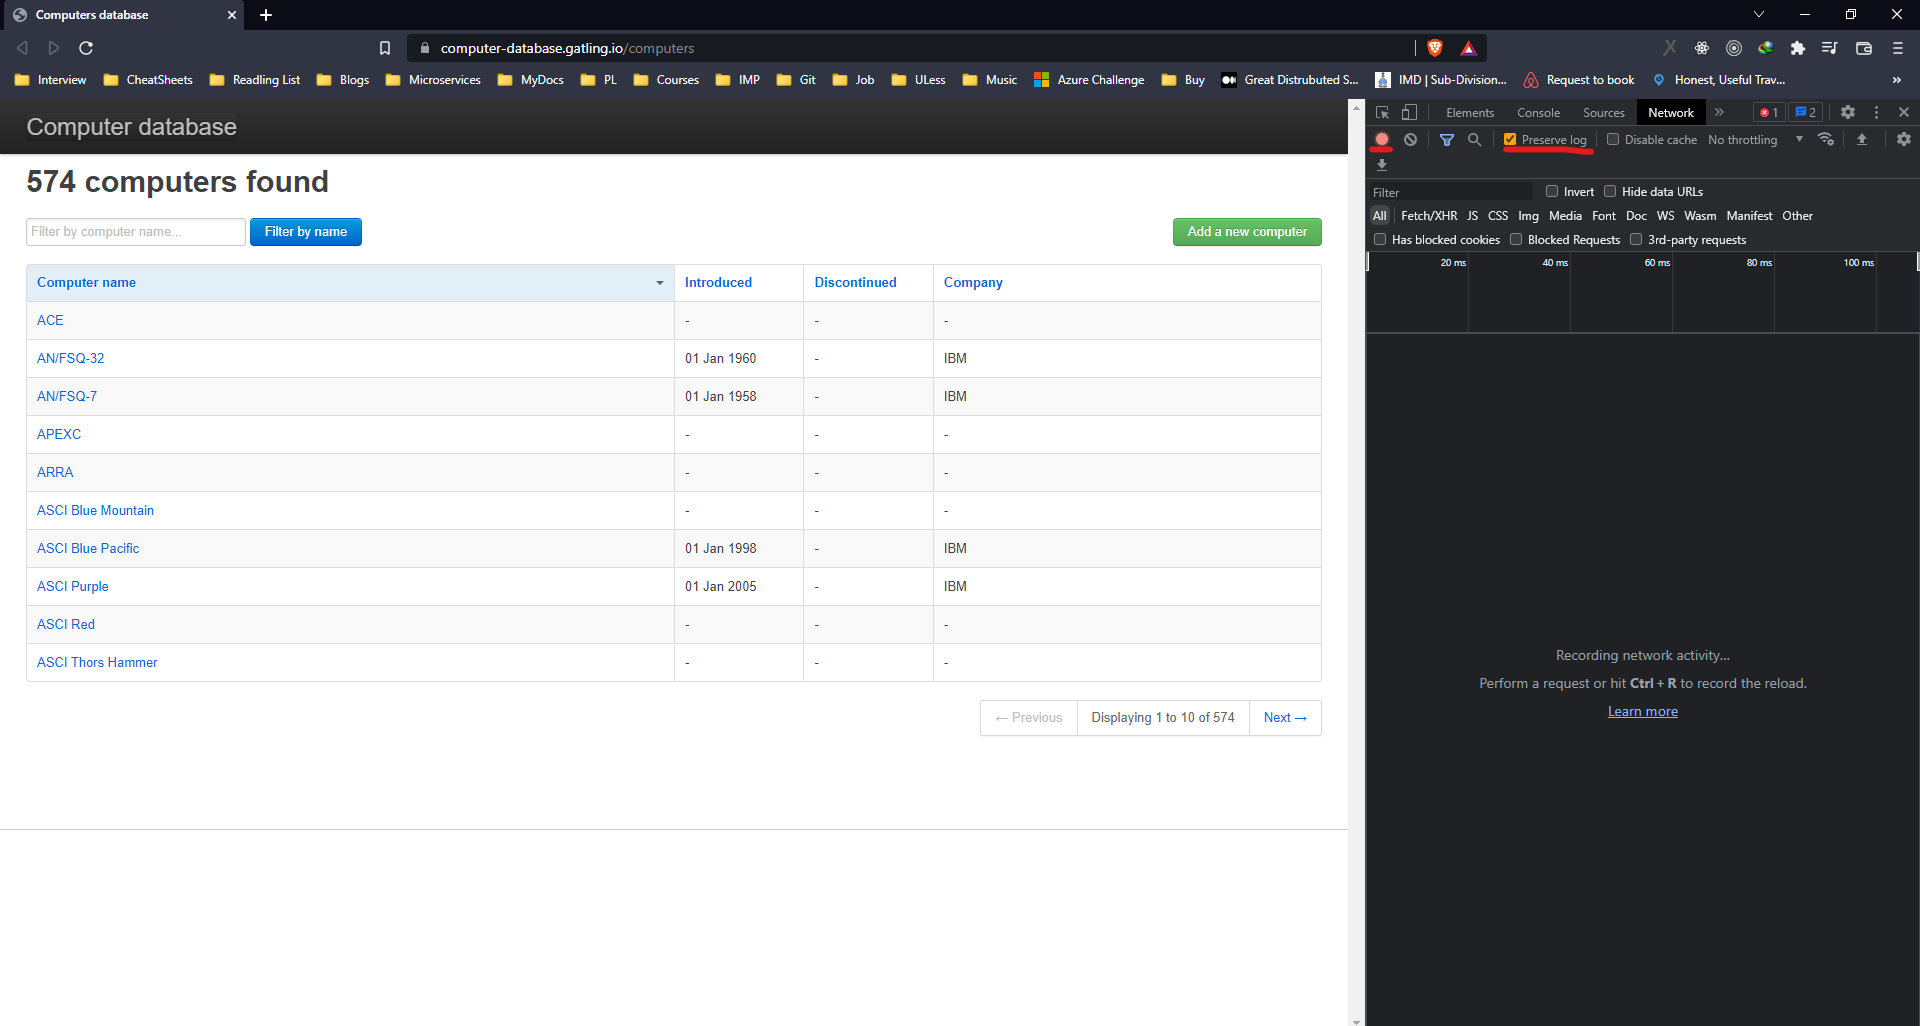 Computers database
computer-database.gatling.io/computers
Interview CheatSheets Readling List Blogs Microservices MyDocs PL Courses IMP Git Job ULess Music Azure Challenge Buy Great Distrubuted S... IMD | Sub-Division... Request to book Honest, Useful Trav... »
Computer database
574 computers found
Filter by computer name... Filter by name Add a new computer
Computer name Introduced Discontinued Company
ACE - - -
AN/FSQ-32 01 Jan 1960 - IBM
AN/FSQ-7 01 Jan 1958 - IBM
APEXC - - -
ARRA - - -
ASCI Blue Mountain - - -
ASCI Blue Pacific 01 Jan 1998 - IBM
ASCI Purple 01 Jan 2005 - IBM
ASCI Red - - -
ASCI Thors Hammer - - -
← Previous Displaying 1 to 10 of 574 Next →
Elements Console Sources Network » 1 2
Preserve log Disable cache No throttling
Filter Invert Hide data URLs
All Fetch/XHR JS CSS Img Media Font Doc WS Wasm Manifest Other
Has blocked cookies Blocked Requests 3rd-party requests
20 ms 40 ms 60 ms 80 ms 100 ms
Recording network activity...
Perform a request or hit Ctrl + R to record the reload.
Learn more